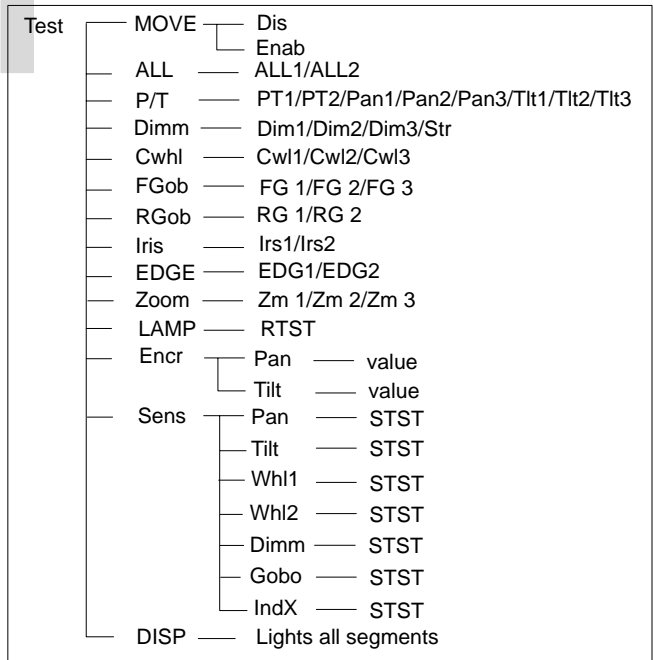 Test MOVE Dis
Enab
ALL ALL1/ALL2
P/T PT1/PT2/Pan1/Pan2/Pan3/Tlt1/Tlt2/Tlt3
Dimm Dim1/Dim2/Dim3/Str
Cwhl Cwl1/Cwl2/Cwl3
FGob FG 1/FG 2/FG 3
RGob RG 1/RG 2
Iris Irs1/Irs2
EDGE EDG1/EDG2
Zoom Zm 1/Zm 2/Zm 3
LAMP RTST
Encr Pan value
Tilt value
Sens Pan STST
Tilt STST
Whl1 STST
Whl2 STST
Dimm STST
Gobo STST
IndX STST
DISP Lights all segments